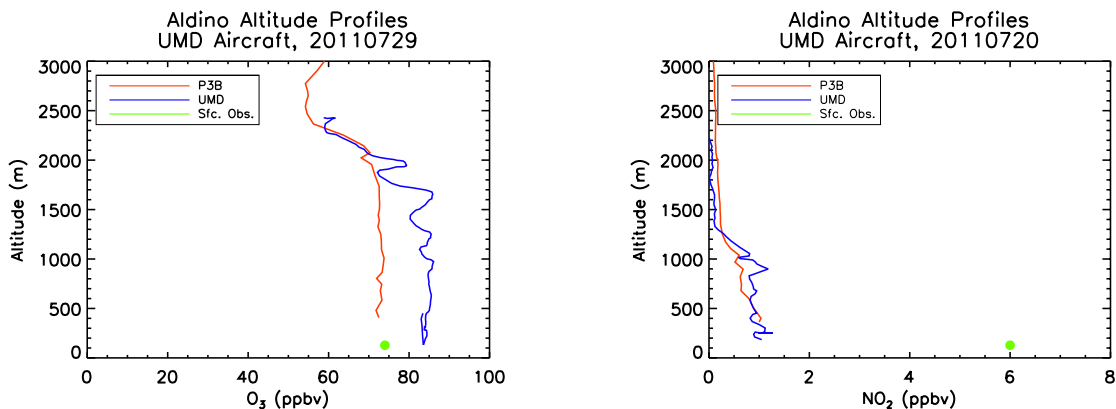 Aldino Altitude Profiles
UMD Aircraft, 20110729
3000
2500
2000
1500
1000
500
0
Altitude (m)
P3B
UMD
Sfc. Obs.
0 20 40 60 80 100
O3 (ppbv)
Aldino Altitude Profiles
UMD Aircraft, 20110720
3000
2500
2000
1500
1000
500
0
Altitude (m)
P3B
UMD
Sfc. Obs.
0 2 4 6 8
NO2 (ppbv)